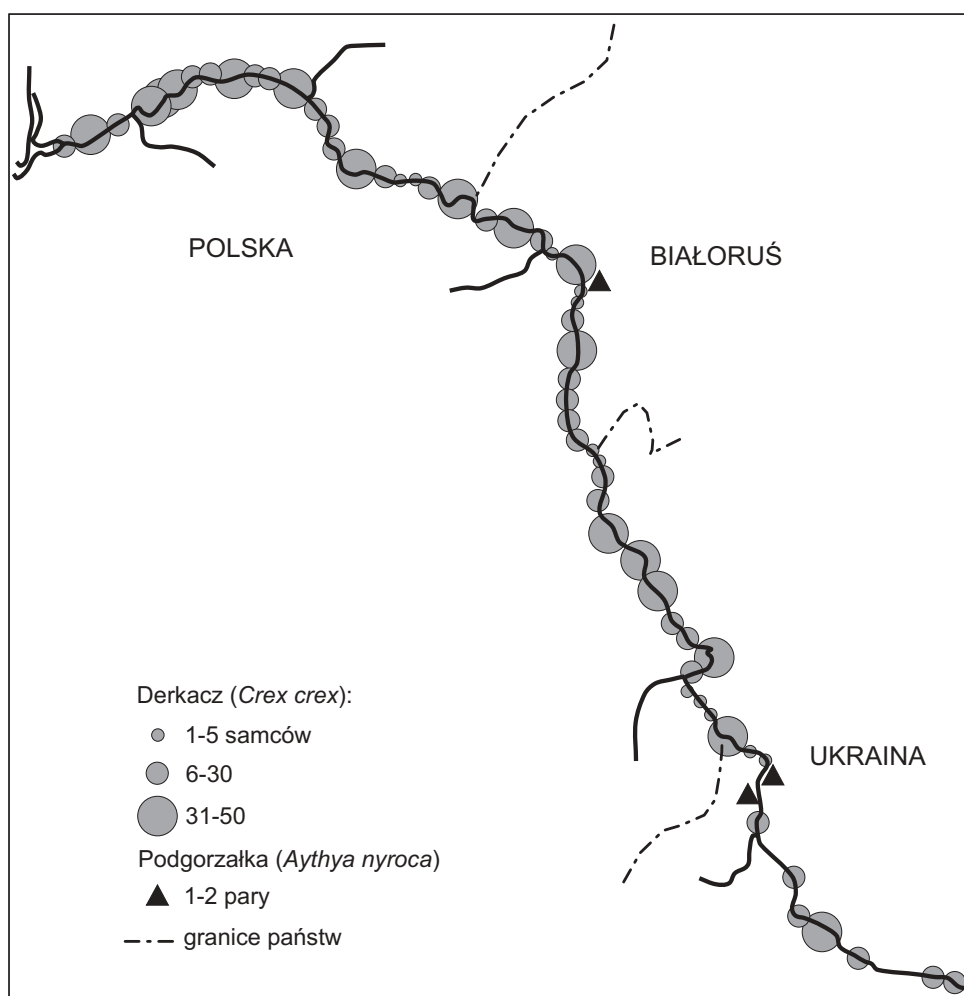 POLSKA
BIAŁORUŚ
UKRAINA
Derkacz (Crex crex):
1-5 samców
6-30
31-50
Podgorzałka (Aythya nyroca)
1-2 pary
granice państw